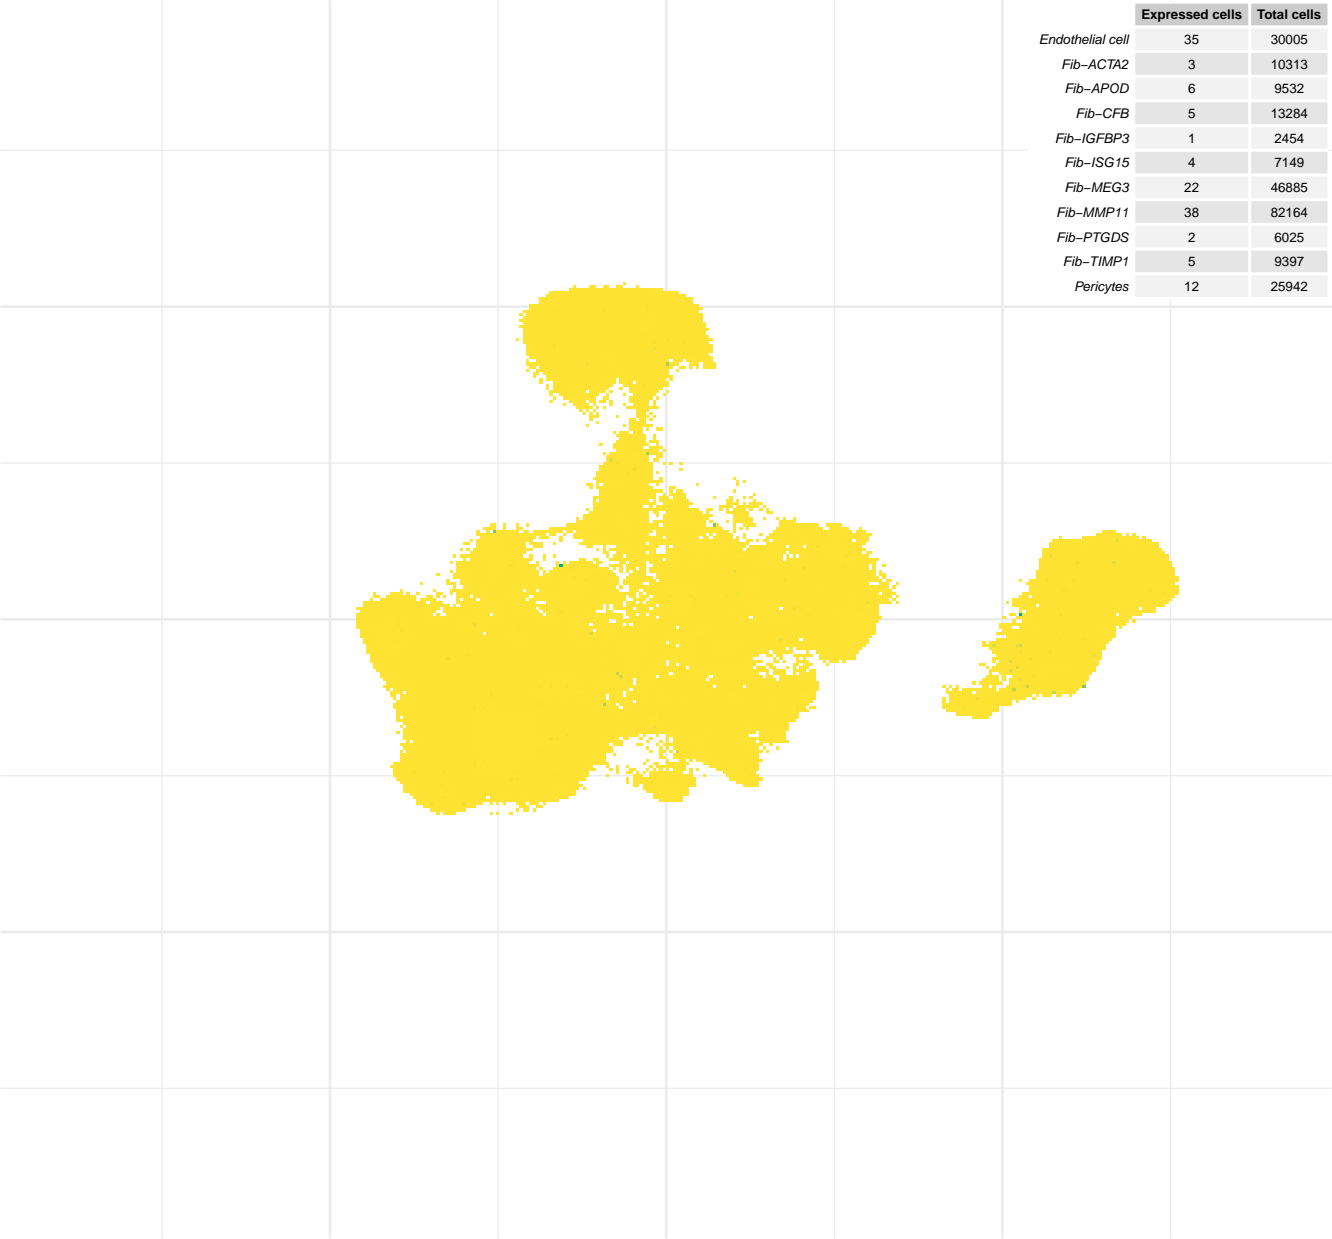 Expressed cells Total cells
Endothelial cell 35 30005
Fib−ACTA2 3 10313
Fib−APOD 6 9532
Fib−CFB 5 13284
Fib−IGFBP3 1 2454
Fib−ISG15 4 7149
Fib−MEG3 22 46885
Fib−MMP11 38 82164
Fib−PTGDS 2 6025
Fib−TIMP1 5 9397
Pericytes 12 25942